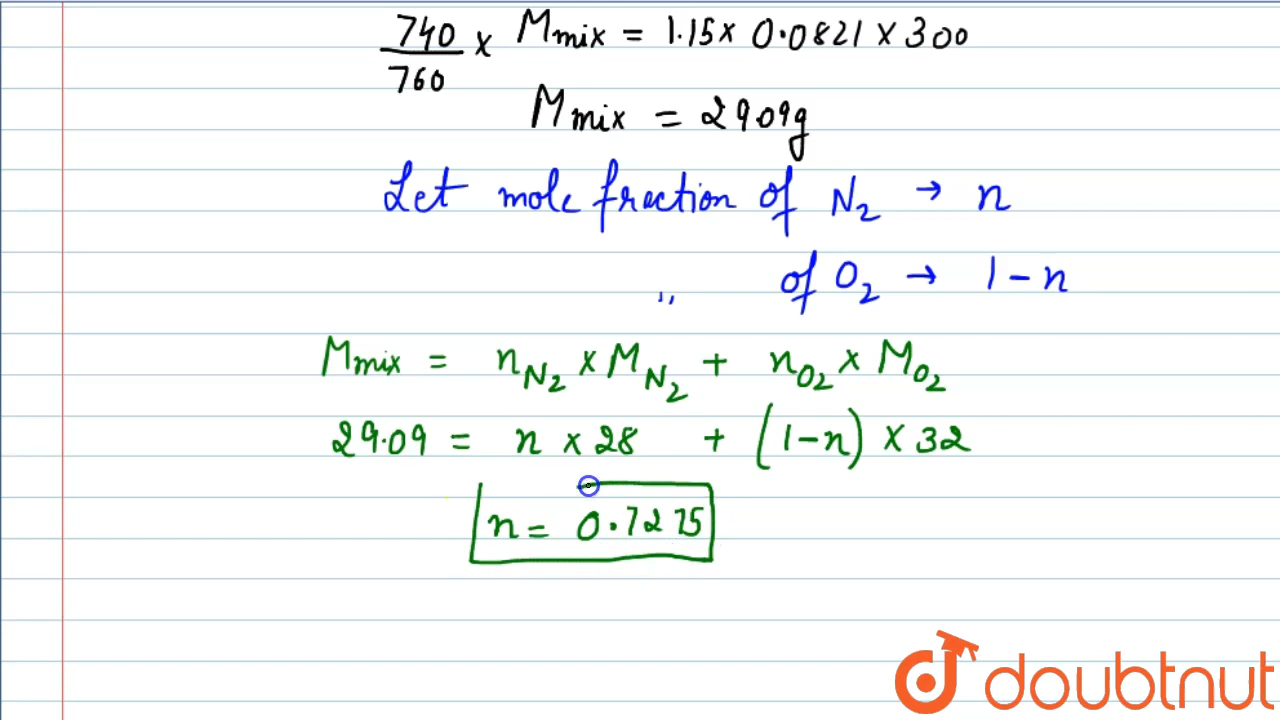 740/760 × Mmix = 1.15 × 0.0821 × 300
Mmix = 29.09g
Let mole fraction of N₂ → n
〃 of O₂ → 1 - n
Mmix = nN₂ × MN₂ + nO₂ × MO₂
29.09 = n × 28 + (1-n) × 32
n = 0.7275
doubtnut